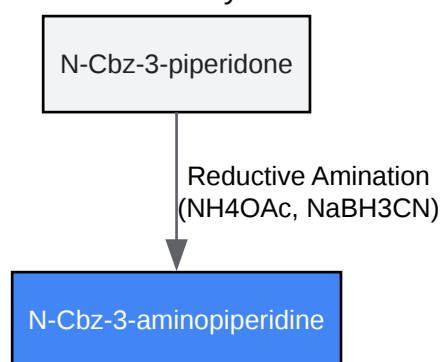 N-Cbz-3-piperidone
Reductive Amination
(NH4OAc, NaBH3CN)
N-Cbz-3-aminopiperidine